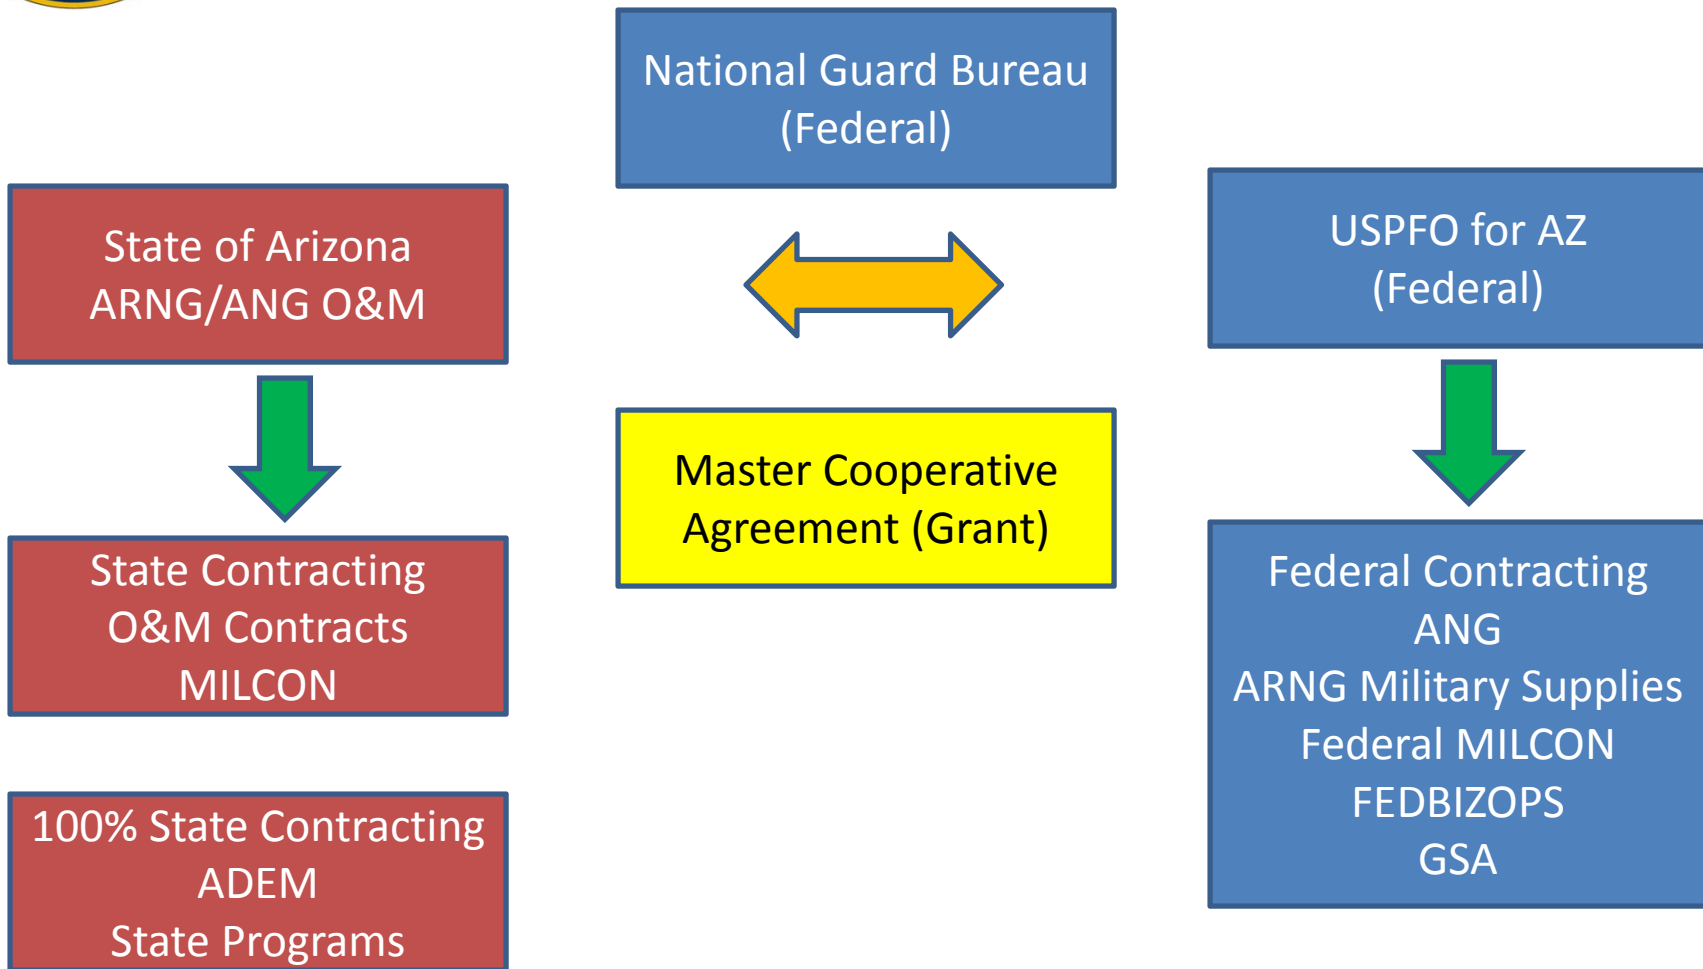 National Guard Bureau
(Federal)
State of Arizona
ARNG/ANG O&M
USPFO for AZ
(Federal)
Master Cooperative
Agreement (Grant)
State Contracting
O&M Contracts
MILCON
Federal Contracting
ANG
ARNG Military Supplies
Federal MILCON
FEDBIZOPS
GSA
100% State Contracting
ADEM
State Programs